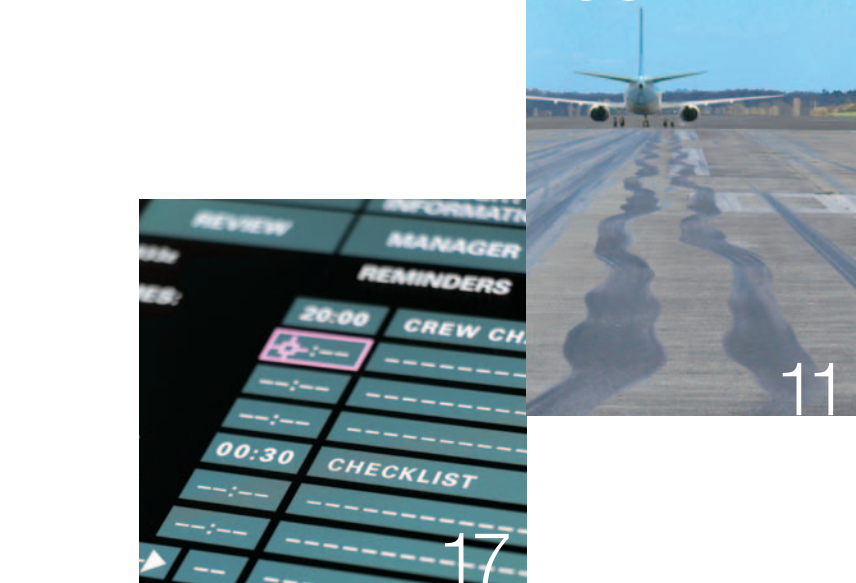 REVIEW
MANAGER
REMINDERS
20:00 CREW CH
--:-- ----------
--:-- ----------
--:-- ----------
00:30 CHECKLIST
--:-- ----------
--:-- ----------
--
17
11